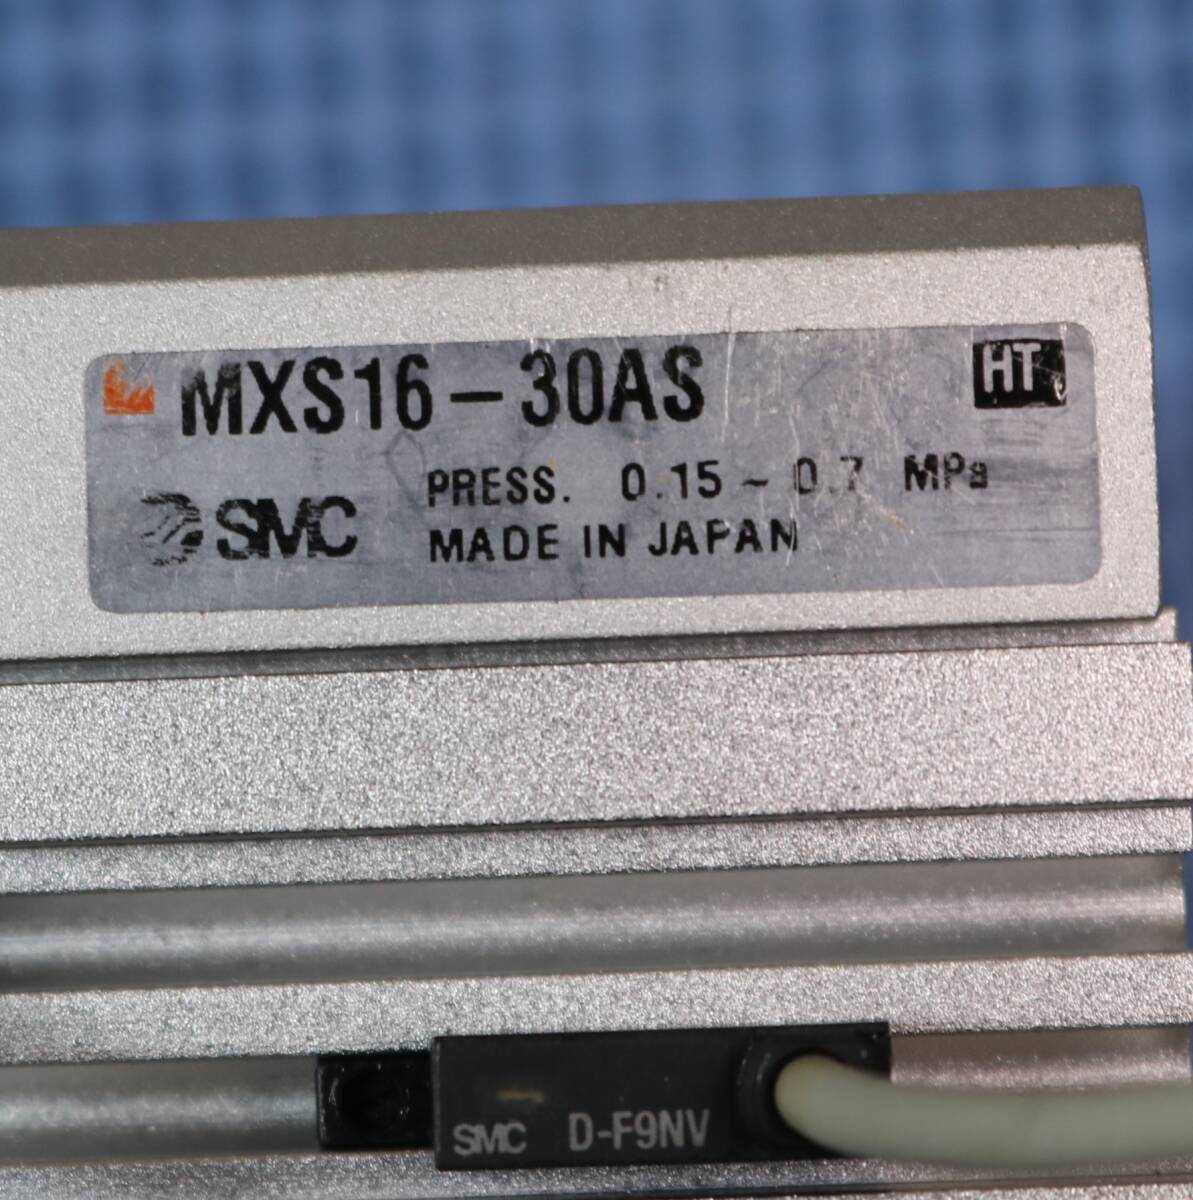 MXS16-30AS HT
PRESS. 0.15 ~ 0.7 MPa
SMC MADE IN JAPAN
SMC D-F9NV